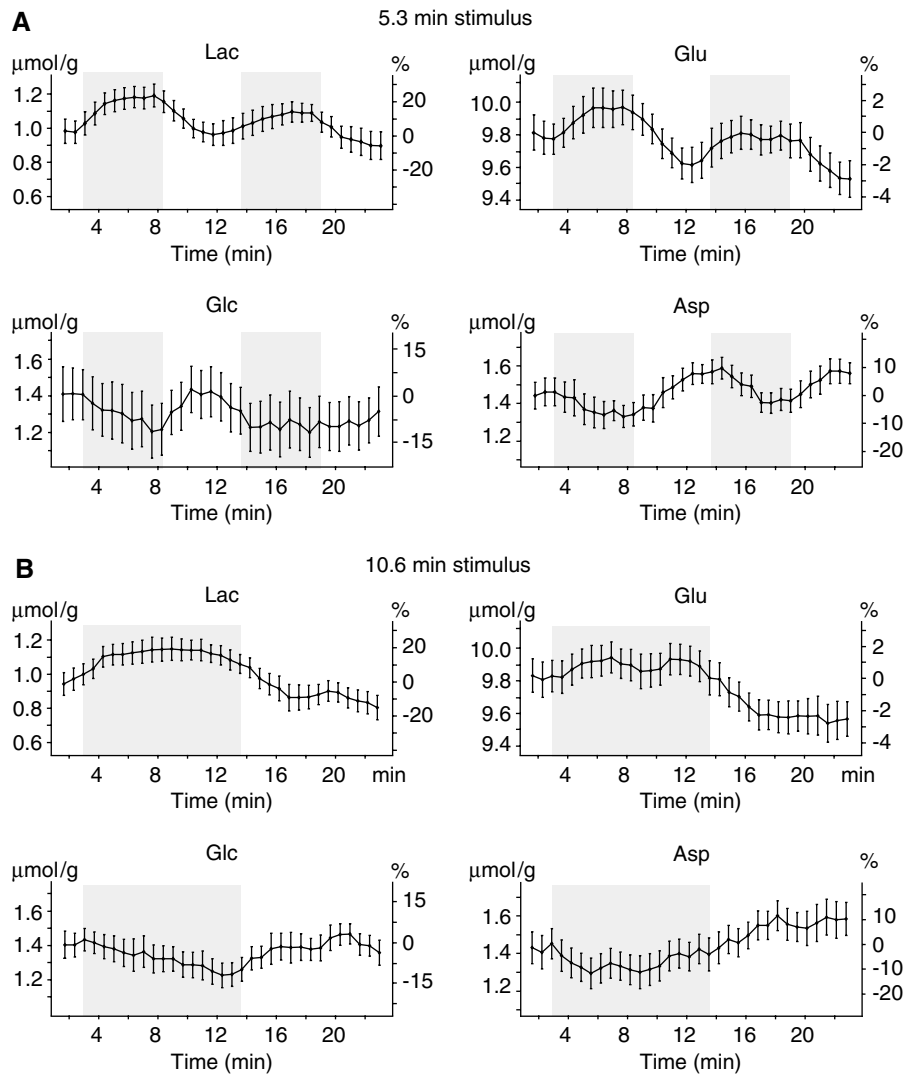 A
5.3 min stimulus
Lac
μmol/g
%
1.2
1.0
0.8
0.6
20
0
-20
4 8 12 16 20
Time (min)
Glu
μmol/g
%
10.0
9.8
9.6
9.4
2
0
-2
-4
4 8 12 16 20
Time (min)
Glc
μmol/g
%
1.6
1.4
1.2
15
0
-15
4 8 12 16 20
Time (min)
Asp
μmol/g
%
1.6
1.4
1.2
10
0
-10
-20
4 8 12 16 20
Time (min)
B
10.6 min stimulus
Lac
μmol/g
%
1.2
1.0
0.8
0.6
20
0
-20
4 8 12 16 20 min
Time (min)
Glu
μmol/g
%
10.0
9.8
9.6
9.4
2
0
-2
-4
4 8 12 16 20 min
Time (min)
Glc
μmol/g
%
1.6
1.4
1.2
15
0
-15
4 8 12 16 20
Time (min)
Asp
μmol/g
%
1.6
1.4
1.2
10
0
-10
-20
4 8 12 16 20
Time (min)